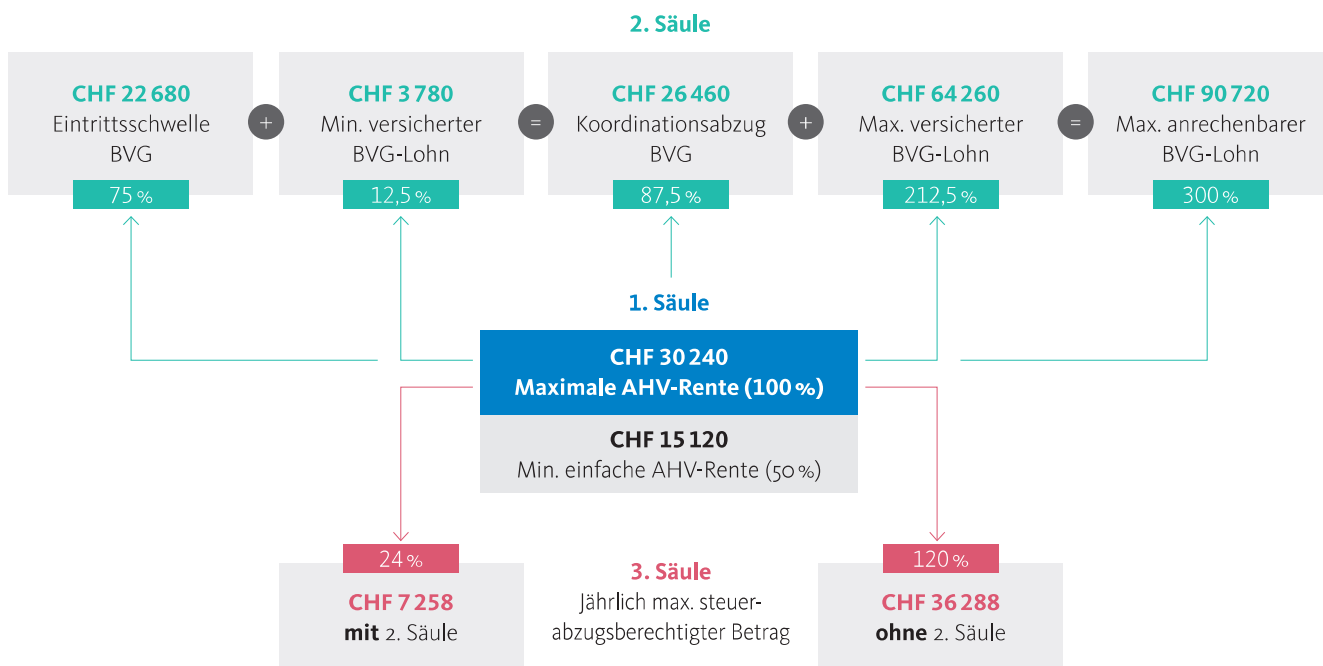 2. Säule
CHF 22 680
Eintrittsschwelle
BVG
75 %
+
CHF 3 780
Min. versicherter
BVG-Lohn
12,5 %
=
CHF 26 460
Koordinationsabzug
BVG
87,5 %
+
CHF 64 260
Max. versicherter
BVG-Lohn
212,5 %
=
CHF 90 720
Max. anrechenbarer
BVG-Lohn
300 %
1. Säule
CHF 30 240
Maximale AHV-Rente (100 %)
CHF 15 120
Min. einfache AHV-Rente (50 %)
24 %
CHF 7 258
mit 2. Säule
3. Säule
Jährlich max. steuer-
abzugsberechtigter Betrag
120 %
CHF 36 288
ohne 2. Säule